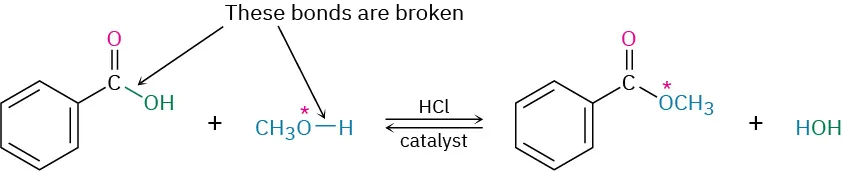 These bonds are broken
O
C
OH
+
*
CH3O—H
HCl
catalyst
O
C
*
OCH3
+
HOH